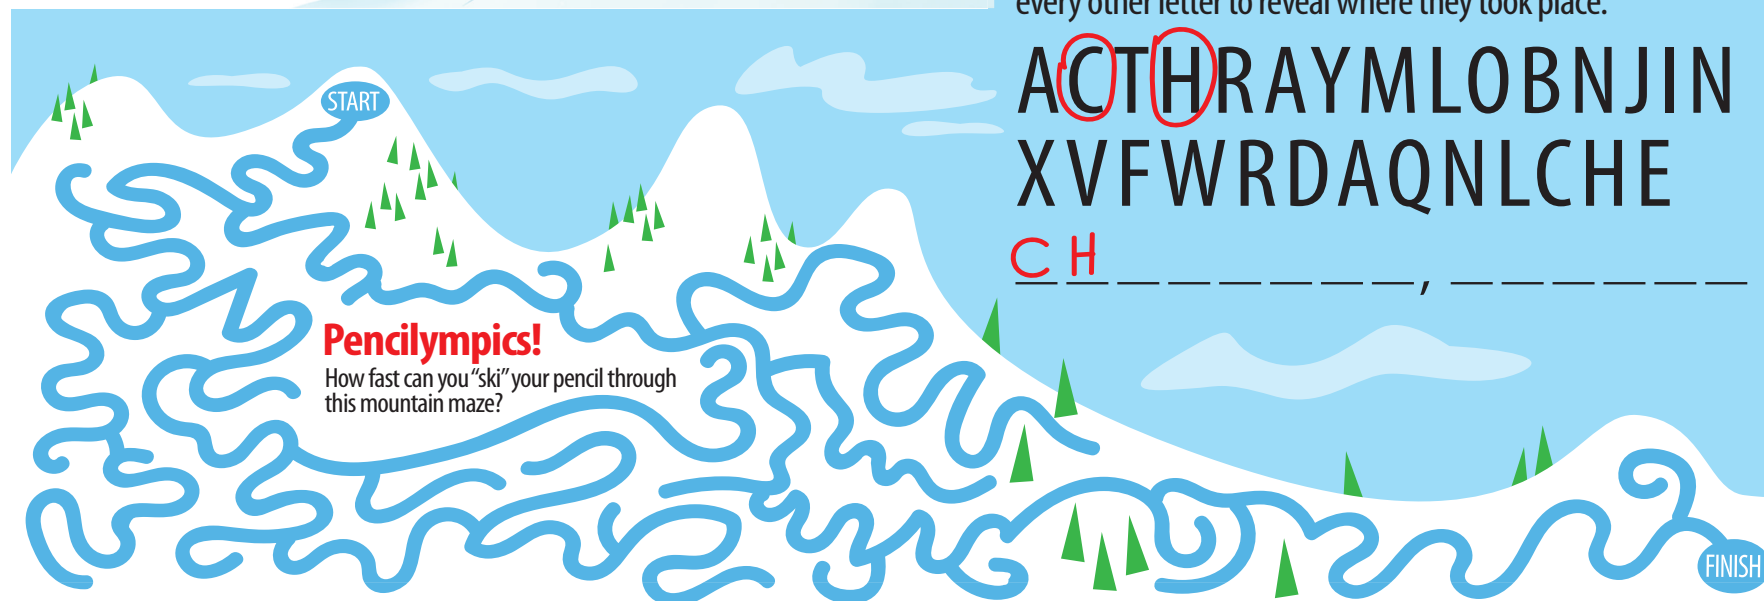 every other letter to reveal where they took place.
ACTHRAYMLOBNJIN
XVFWRDAQNLCHE
CH
,
START
Pencilympics!
How fast can you “ski” your pencil through
this mountain maze?
FINISH